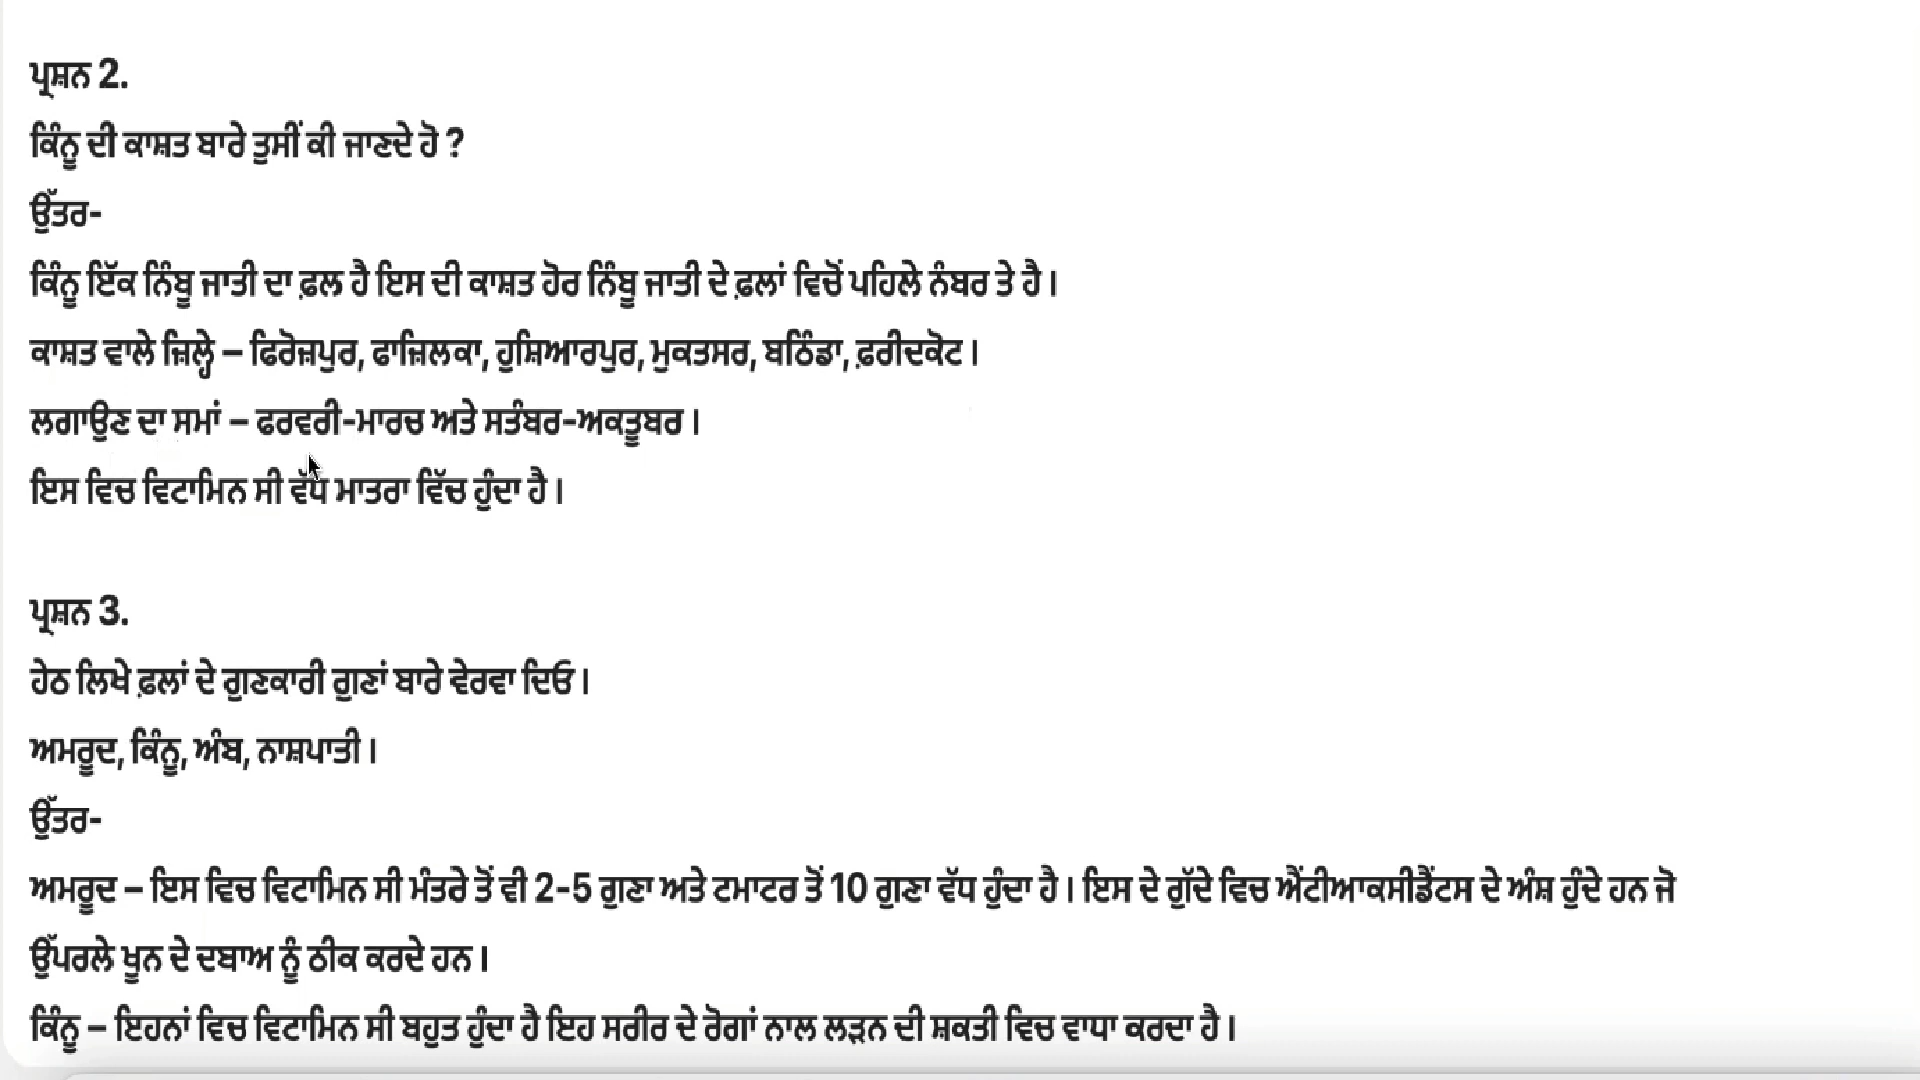 ਪ੍ਰਸ਼ਨ 2.
ਕਿੰਨੂ ਦੀ ਕਾਸ਼ਤ ਬਾਰੇ ਤੁਸੀਂ ਕੀ ਜਾਣਦੇ ਹੋ ?
ਉੱਤਰ-
ਕਿੰਨੂ ਇੱਕ ਨਿੰਬੂ ਜਾਤੀ ਦਾ ਫ਼ਲ ਹੈ ਇਸ ਦੀ ਕਾਸ਼ਤ ਹੋਰ ਨਿੰਬੂ ਜਾਤੀ ਦੇ ਫ਼ਲਾਂ ਵਿਚੋਂ ਪਹਿਲੇ ਨੰਬਰ ਤੇ ਹੈ ।
ਕਾਸ਼ਤ ਵਾਲੇ ਜ਼ਿਲ੍ਹੇ – ਫਿਰੋਜ਼ਪੁਰ, ਫਾਜ਼ਿਲਕਾ, ਹੁਸ਼ਿਆਰਪੁਰ, ਮੁਕਤਸਰ, ਬਠਿੰਡਾ, ਫ਼ਰੀਦਕੋਟ ।
ਲਗਾਉਣ ਦਾ ਸਮਾਂ – ਫਰਵਰੀ-ਮਾਰਚ ਅਤੇ ਸਤੰਬਰ-ਅਕਤੂਬਰ ।
ਇਸ ਵਿਚ ਵਿਟਾਮਿਨ ਸੀ ਵੱਧ ਮਾਤਰਾ ਵਿੱਚ ਹੁੰਦਾ ਹੈ ।
ਪ੍ਰਸ਼ਨ 3.
ਹੇਠ ਲਿਖੇ ਫ਼ਲਾਂ ਦੇ ਗੁਣਕਾਰੀ ਗੁਣਾਂ ਬਾਰੇ ਵੇਰਵਾ ਦਿਓ ।
ਅਮਰੂਦ, ਕਿੰਨੂ, ਅੰਬ, ਨਾਸ਼ਪਾਤੀ ।
ਉੱਤਰ-
ਅਮਰੂਦ – ਇਸ ਵਿਚ ਵਿਟਾਮਿਨ ਸੀ ਮੰਤਰੇ ਤੋਂ ਵੀ 2-5 ਗੁਣਾ ਅਤੇ ਟਮਾਟਰ ਤੋਂ 10 ਗੁਣਾ ਵੱਧ ਹੁੰਦਾ ਹੈ । ਇਸ ਦੇ ਗੁੱਦੇ ਵਿਚ ਐਂਟੀਆਕਸੀਡੈਂਟਸ ਦੇ ਅੰਸ਼ ਹੁੰਦੇ ਹਨ ਜੋ
ਉੱਪਰਲੇ ਖੂਨ ਦੇ ਦਬਾਅ ਨੂੰ ਠੀਕ ਕਰਦੇ ਹਨ ।
ਕਿੰਨੂ – ਇਹਨਾਂ ਵਿਚ ਵਿਟਾਮਿਨ ਸੀ ਬਹੁਤ ਹੁੰਦਾ ਹੈ ਇਹ ਸਰੀਰ ਦੇ ਰੋਗਾਂ ਨਾਲ ਲੜਨ ਦੀ ਸ਼ਕਤੀ ਵਿਚ ਵਾਧਾ ਕਰਦਾ ਹੈ ।